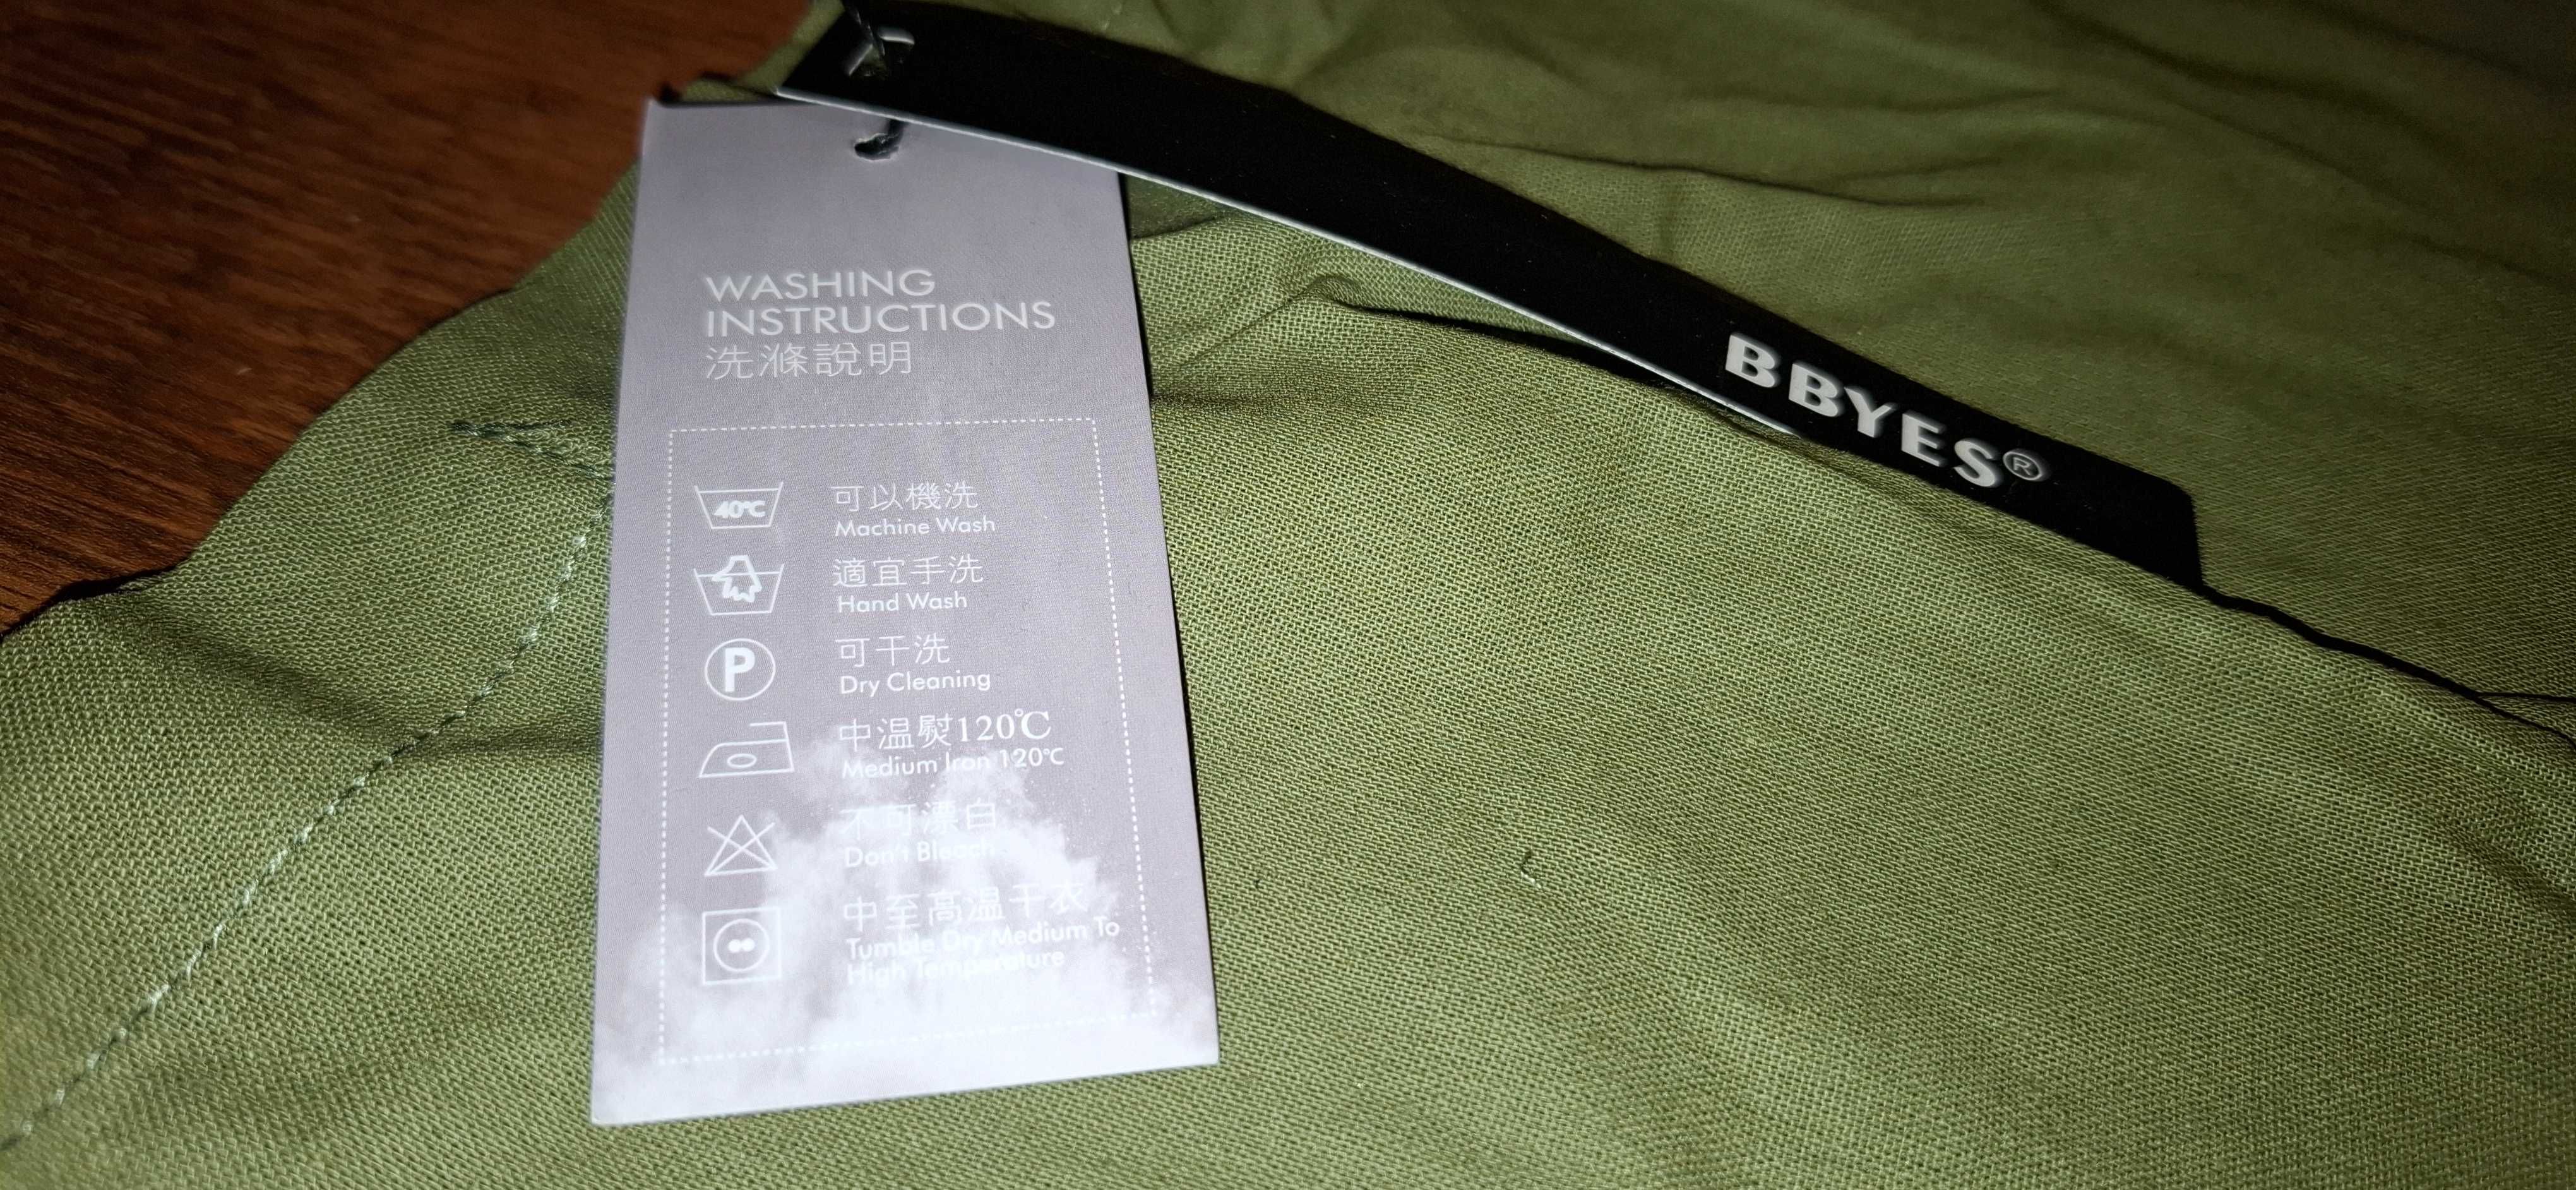 WASHING
INSTRUCTIONS
洗滌說明
40℃
可以機洗
Machine Wash
適宜手洗
Hand Wash
P
可干洗
Dry Cleaning
中温熨120℃
Medium Iron 120℃
不可漂白
Don't Bleach
中至高温干衣
Tumble Dry Medium To
High Temperature
BBYES®